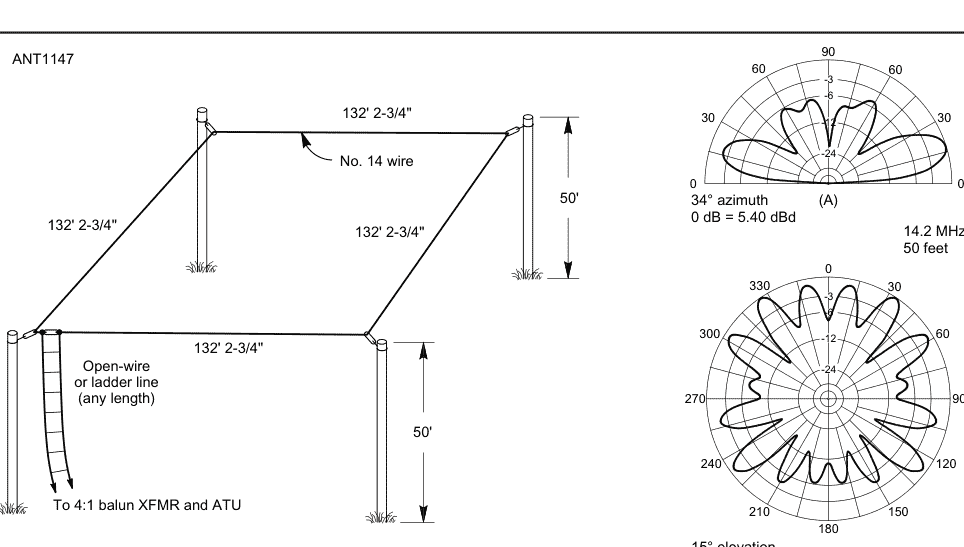 ANT1147
132' 2-3/4"
No. 14 wire
132' 2-3/4"
132' 2-3/4"
50'
132' 2-3/4"
Open-wire
or ladder line
(any length)
50'
To 4:1 balun XFMR and ATU
90
60
60
-3
-6
30
30
-12
-24
0
0
34° azimuth
(A)
0 dB = 5.40 dBd
14.2 MHz
50 feet
0
330
30
-3
-6
300
60
-12
-24
270
90
240
120
210
150
180
15° elevation